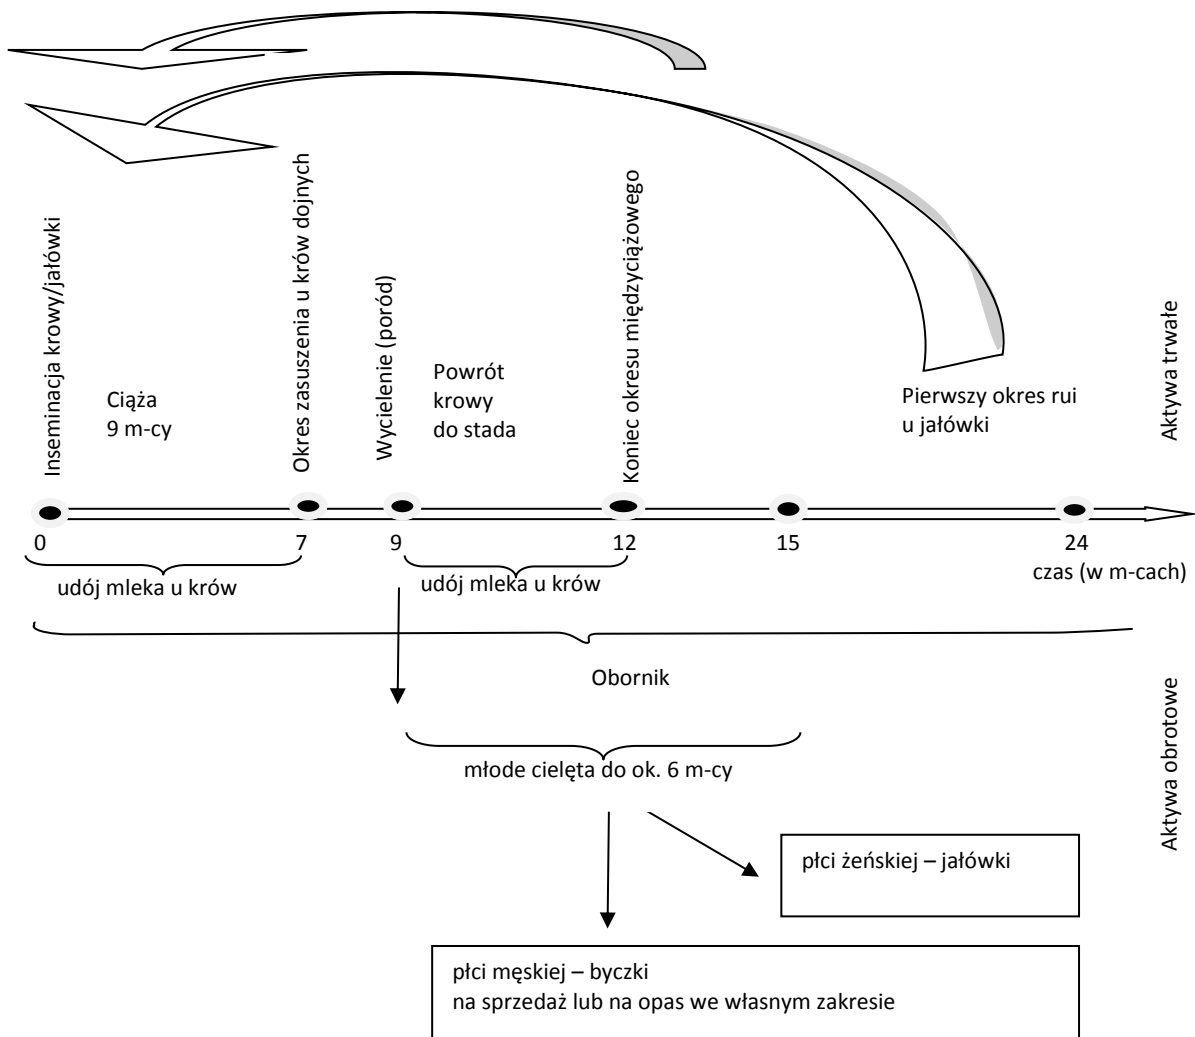 Inseminacja krowy/jałówki
Ciąża
9 m-cy
Okres zasuszenia u krów dojnych
Wycielenie (poród)
Powrót
krowy
do stada
Koniec okresu międzyciążowego
Pierwszy okres rui
u jałówki
Aktywa trwałe
0
7
9
12
15
24
czas (w m-cach)
udój mleka u krów
udój mleka u krów
Obornik
młode cielęta do ok. 6 m-cy
Aktywa obrotowe
płci żeńskiej – jałówki
płci męskiej – byczki
na sprzedaż lub na opas we własnym zakresie